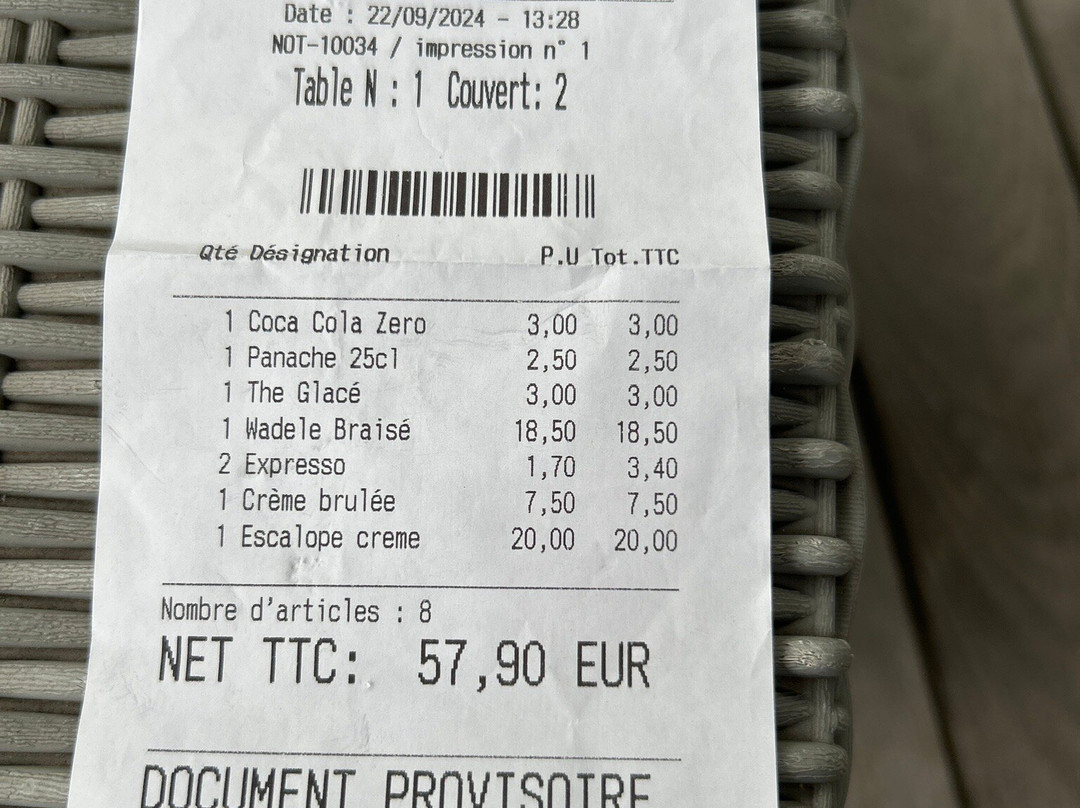 Date : 22/09/2024 - 13:28
NOT-10034 / impression n° 1
Table N : 1 Couvert: 2
Qté Désignation P.U Tot.TTC
1 Coca Cola Zero 3,00 3,00
1 Panache 25cl 2,50 2,50
1 The Glacé 3,00 3,00
1 Wadele Braisé 18,50 18,50
2 Expresso 1,70 3,40
1 Crème brulée 7,50 7,50
1 Escalope creme 20,00 20,00
Nombre d'articles : 8
NET TTC: 57,90 EUR
DOCUMENT PROVISOIRE